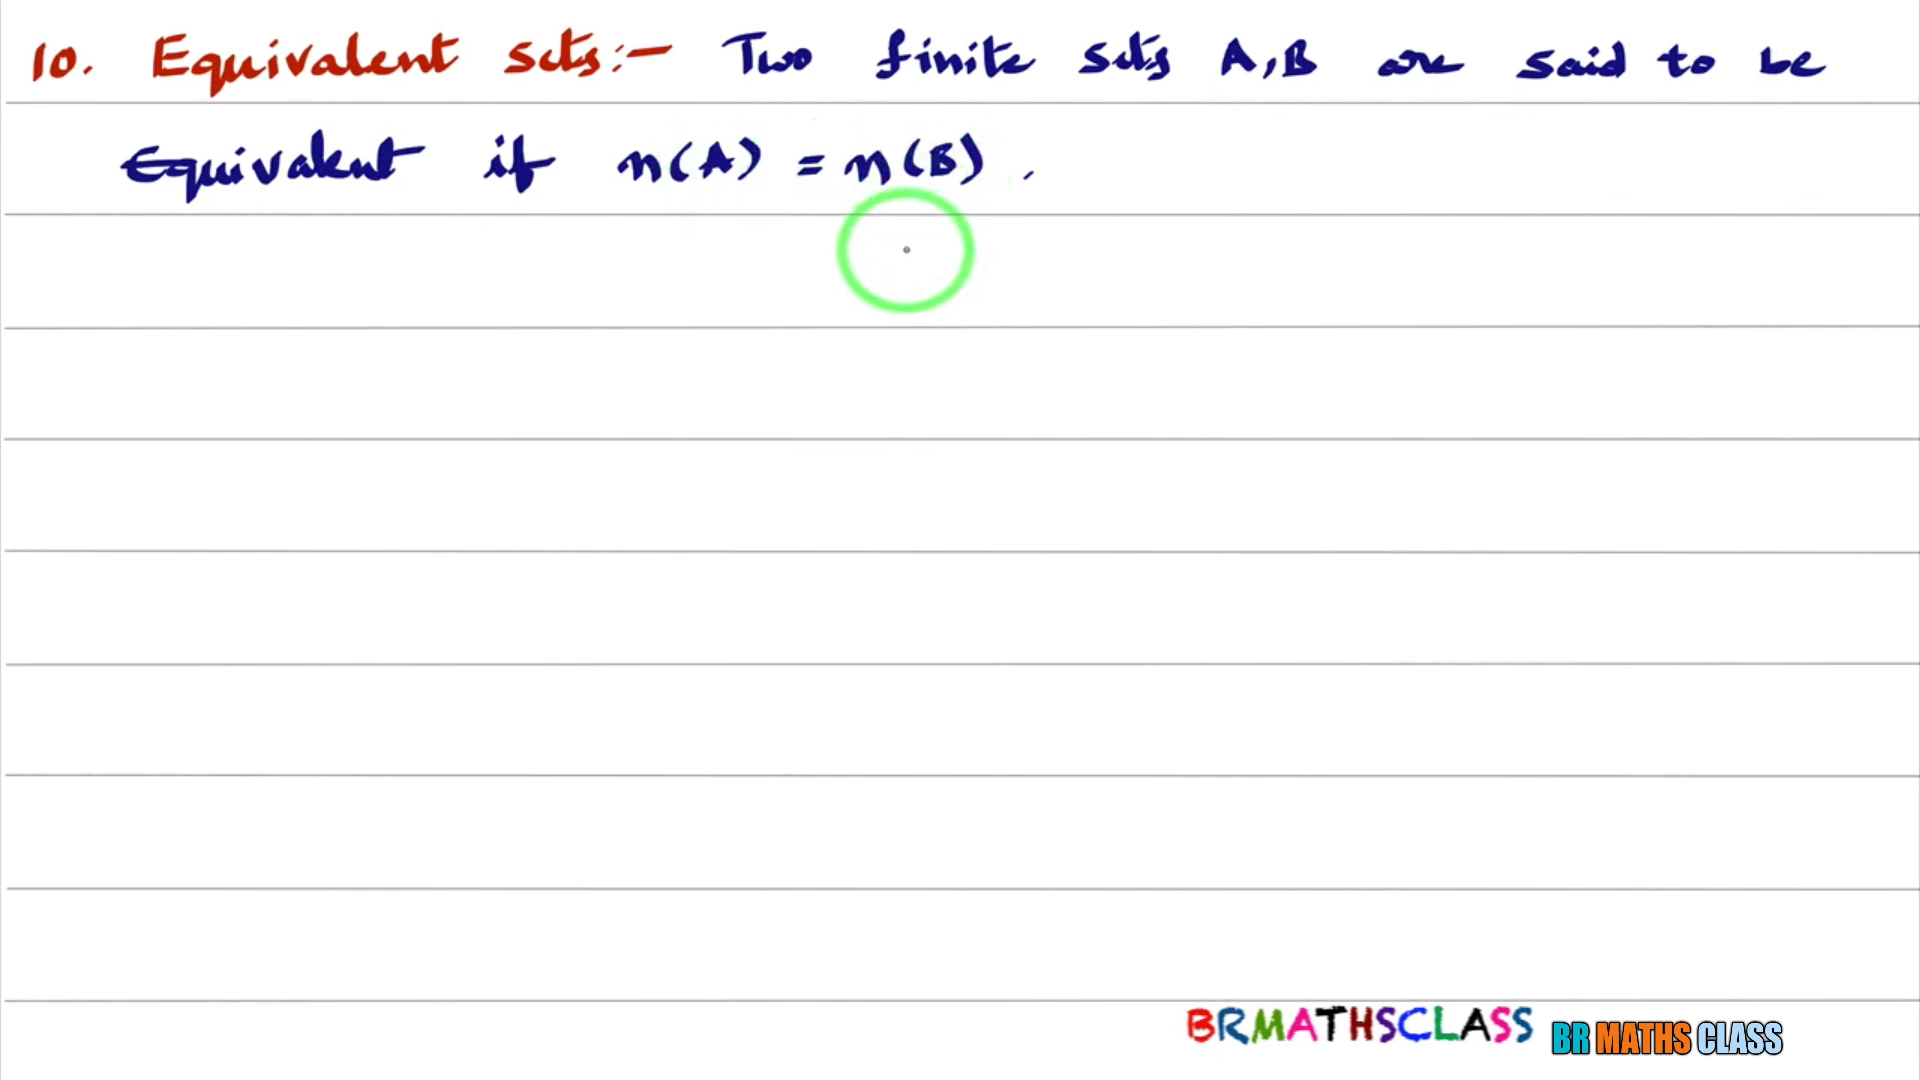 10. Equivalent sets:- Two finite sets A, B are said to be
Equivalent if n(A) = n(B).
BRMATHSCLASS
BR MATHS CLASS